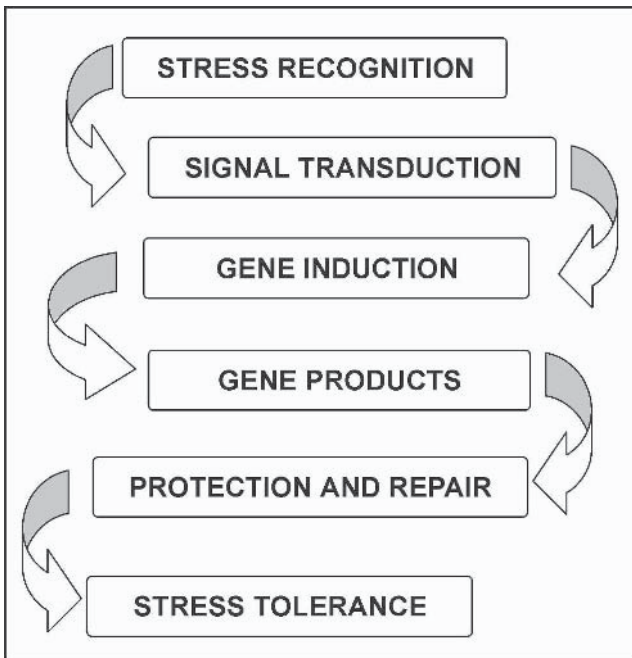 STRESS RECOGNITION
SIGNAL TRANSDUCTION
GENE INDUCTION
GENE PRODUCTS
PROTECTION AND REPAIR
STRESS TOLERANCE